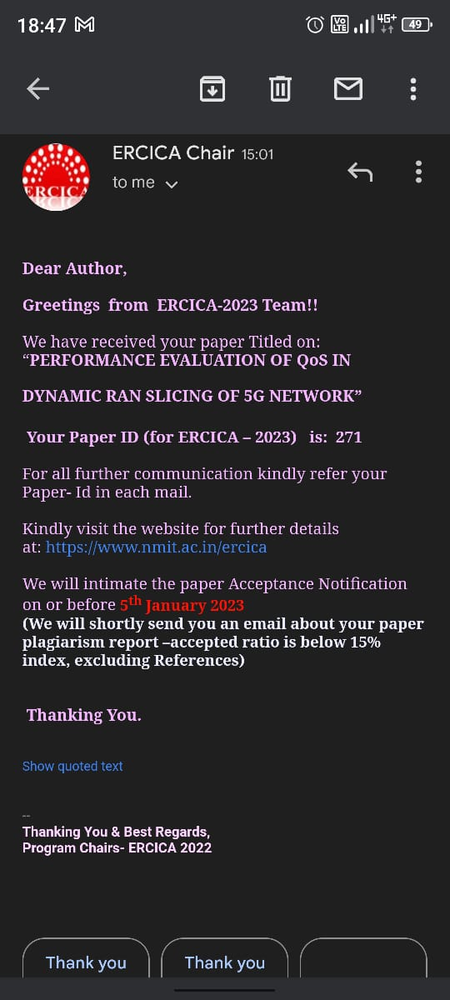 18:47
VO LTE 4G+ 49
ERCICA Chair 15:01
to me
ERCICA
Dear Author,
Greetings from ERCICA-2023 Team!!
We have received your paper Titled on:
“PERFORMANCE EVALUATION OF QoS IN
DYNAMIC RAN SLICING OF 5G NETWORK”
Your Paper ID (for ERCICA – 2023) is: 271
For all further communication kindly refer your
Paper- Id in each mail.
Kindly visit the website for further details
at: https://www.nmit.ac.in/ercica
We will intimate the paper Acceptance Notification
on or before 5th January 2023
(We will shortly send you an email about your paper
plagiarism report –accepted ratio is below 15%
index, excluding References)
Thanking You.
Show quoted text
--
Thanking You & Best Regards,
Program Chairs- ERCICA 2022
Thank you Thank you